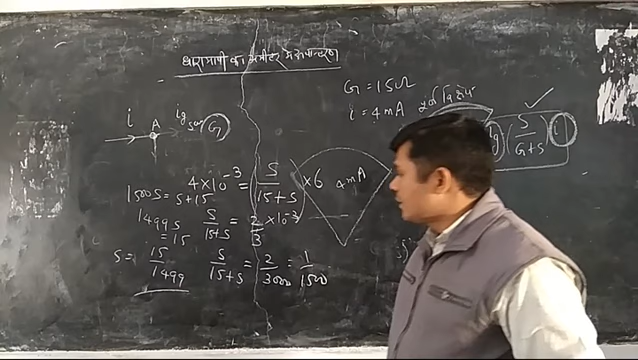 धारामापी का अमीटर में रूपान्तरण
G = 15Ω
i = 4mA पूर्ण विक्षेप
i A ig G
(S/G+S) i
4×10⁻³ = S/15+S × 6
4mA
1500S = S+15
1499S = 15
S/15+S = 2/3 ×10⁻³
S = 15/1499
S/15+S = 2/3000 = 1/1500